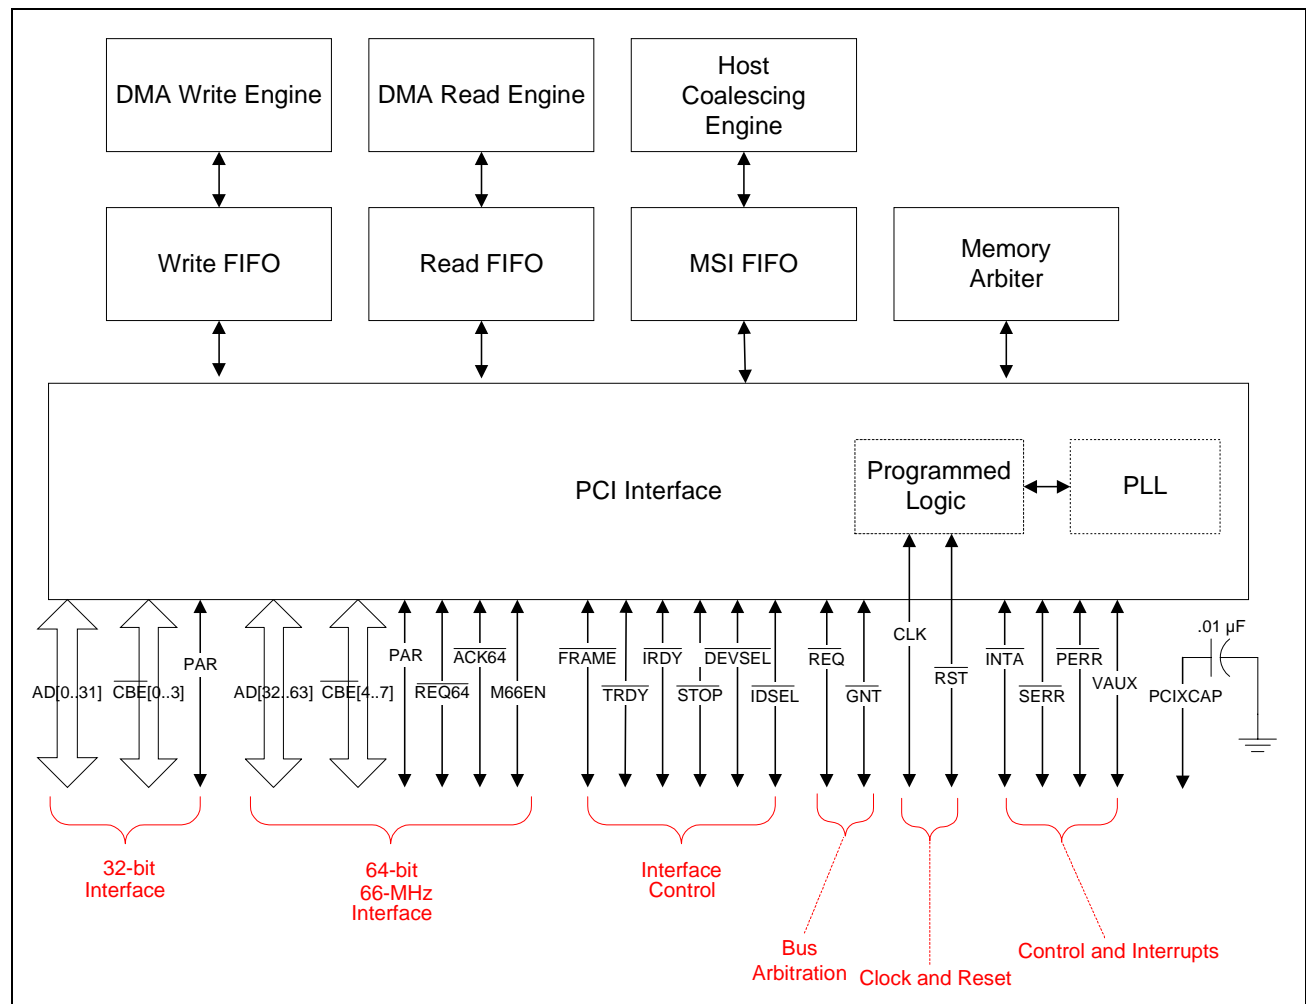 DMA Write Engine
DMA Read Engine
Host
Coalescing
Engine
Write FIFO
Read FIFO
MSI FIFO
Memory
Arbiter
PCI Interface
Programmed
Logic
PLL
AD[0..31]
CBE[0..3]
PAR
AD[32..63]
CBE[4..7]
PAR
REQ64
ACK64
M66EN
FRAME
TRDY
IRDY
STOP
DEVSEL
IDSEL
REQ
GNT
CLK
RST
INTA
SERR
PERR
VAUX
PCIXCAP
.01 µF
32-bit
Interface
64-bit
66-MHz
Interface
Interface
Control
Bus
Arbitration
Clock and Reset
Control and Interrupts